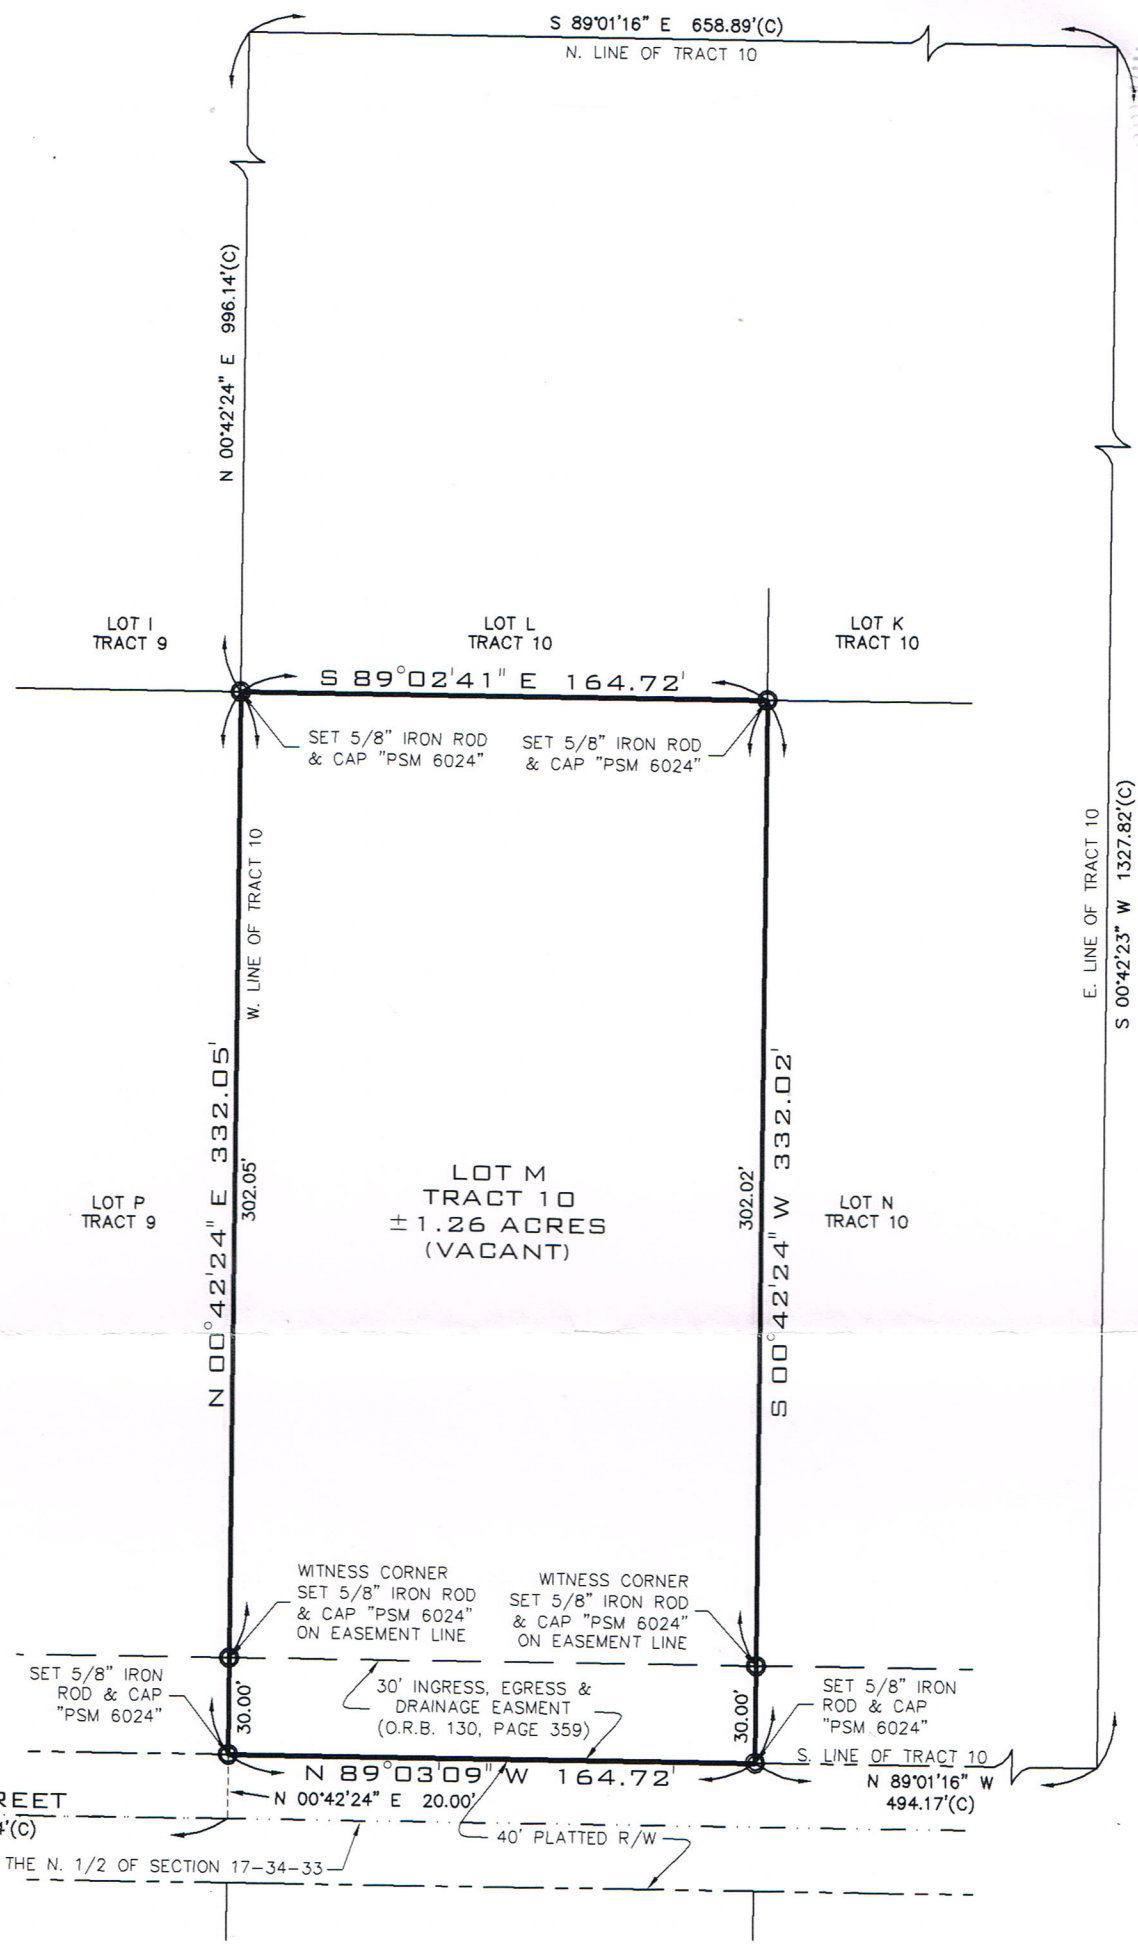 S 89°01'16" E 658.89'(C)
N. LINE OF TRACT 10
N 00°42'24" E 996.14'(C)
LOT I
TRACT 9
LOT L
TRACT 10
LOT K
TRACT 10
S 89°02'41" E 164.72'
SET 5/8" IRON ROD
& CAP "PSM 6024"
SET 5/8" IRON ROD
& CAP "PSM 6024"
W. LINE OF TRACT 10
E. LINE OF TRACT 10
S 00°42'23" W 1327.82'(C)
N 00°42'24" E 332.05'
302.05'
S 00°42'24" W 332.02'
302.02'
LOT P
TRACT 9
LOT M
TRACT 10
±1.26 ACRES
(VACANT)
LOT N
TRACT 10
WITNESS CORNER
SET 5/8" IRON ROD
& CAP "PSM 6024"
ON EASEMENT LINE
WITNESS CORNER
SET 5/8" IRON ROD
& CAP "PSM 6024"
ON EASEMENT LINE
SET 5/8" IRON
ROD & CAP
"PSM 6024"
30.00'
30' INGRESS, EGRESS &
DRAINAGE EASMENT
(O.R.B. 130, PAGE 359)
30.00'
SET 5/8" IRON
ROD & CAP
"PSM 6024"
S. LINE OF TRACT 10
N 89°03'09" W 164.72'
N 89°01'16" W
494.17'(C)
N 00°42'24" E 20.00'
REET
'(C)
40' PLATTED R/W
THE N. 1/2 OF SECTION 17-34-33